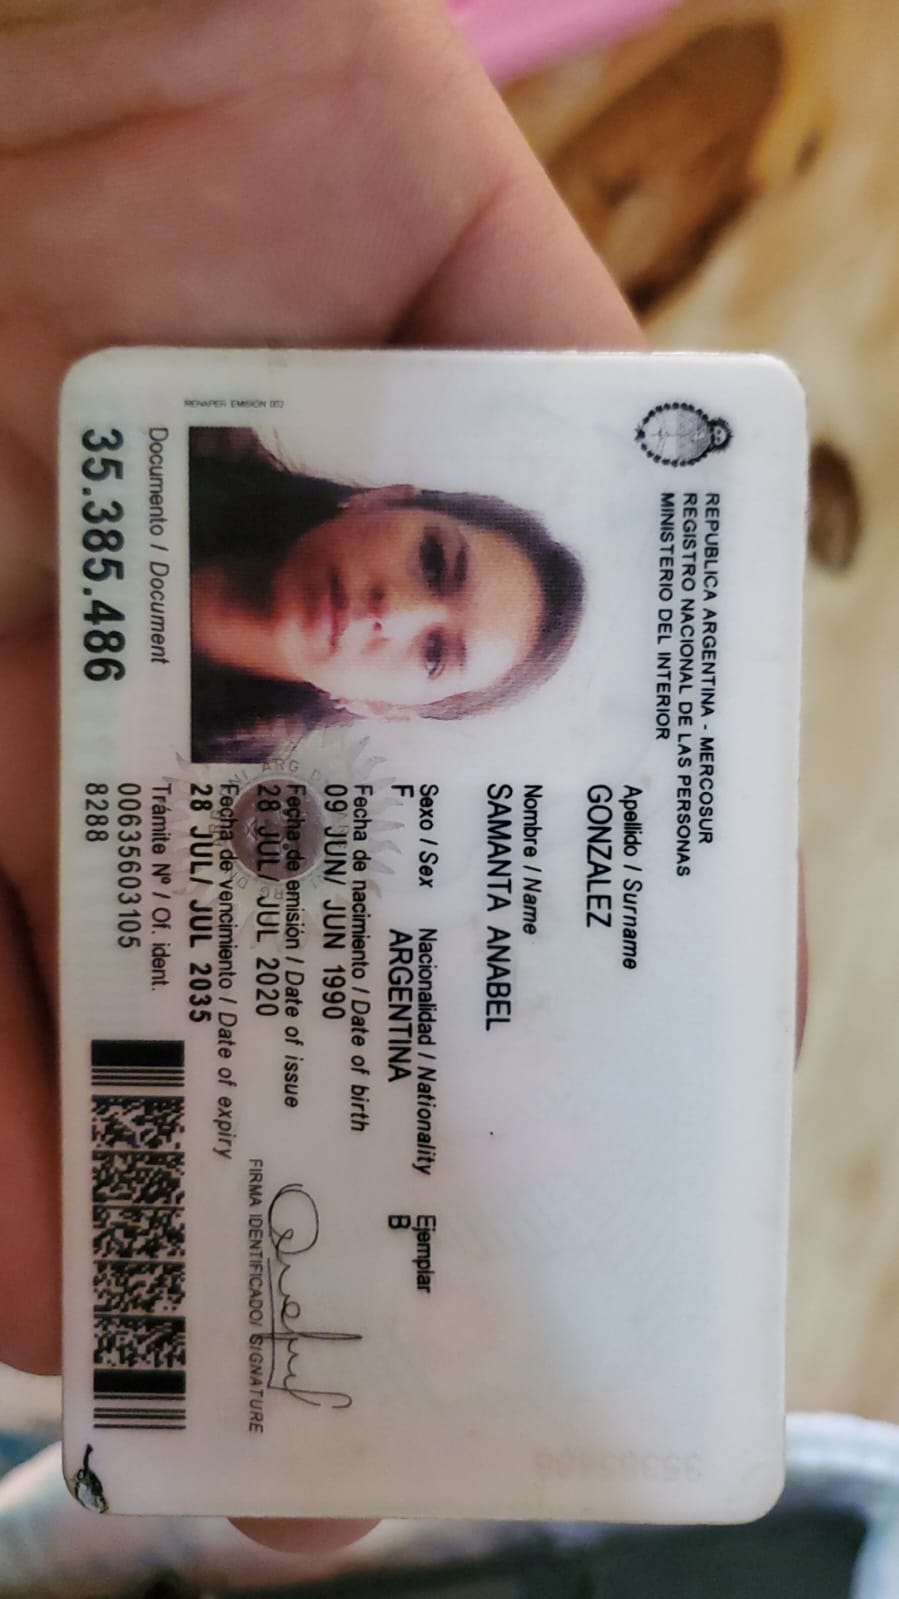 REPUBLICA ARGENTINA - MERCOSUR
REGISTRO NACIONAL DE LAS PERSONAS
MINISTERIO DEL INTERIOR
Apellido / Surname
GONZALEZ
Nombre / Name
SAMANTA ANABEL
Sexo / Sex Nacionalidad / Nationality Ejemplar
F ARGENTINA B
Fecha de nacimiento / Date of birth
09 JUN/ JUN 1990
Fecha de emisión / Date of issue
28 JUL/ JUL 2020
Fecha de vencimiento / Date of expiry
28 JUL/ JUL 2035
FIRMA IDENTIFICADO/ SIGNATURE
RENAPER EMISIÓN 002
Documento / Document
35.385.486
Trámite Nº / Of. ident.
00635603105
8288
35385486